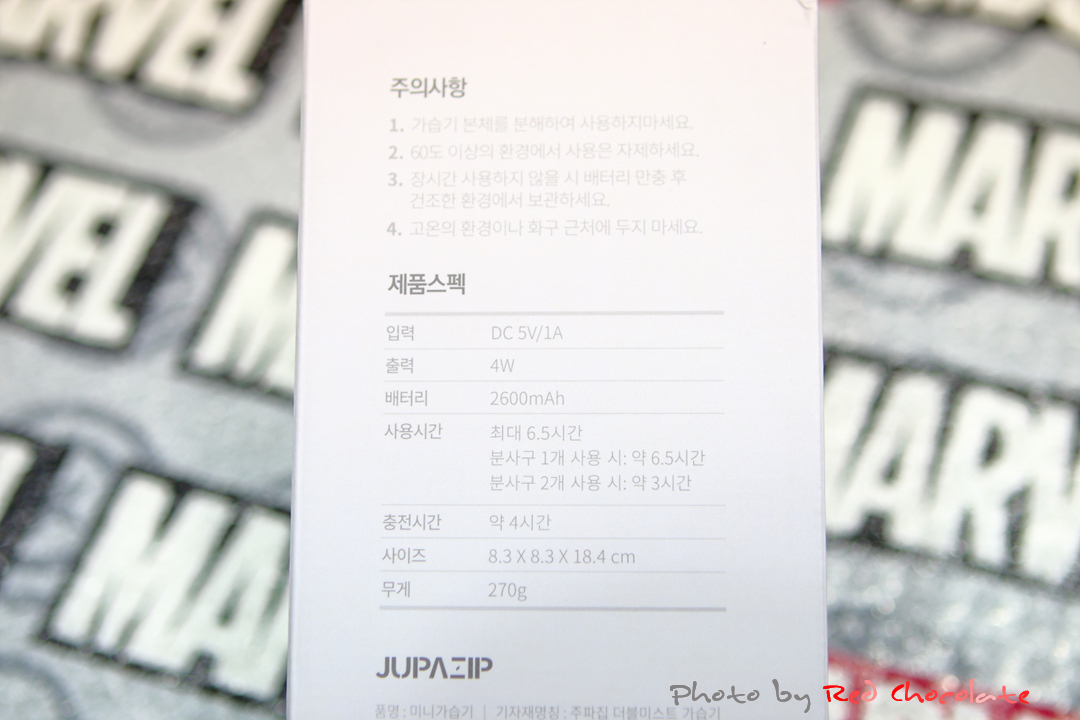 MARVEL
MARVEL
주의사항
1. 가습기 본체를 분해하여 사용하지마세요.
2. 60도 이상의 환경에서 사용은 자제하세요.
3. 장시간 사용하지 않을 시 배터리 만충 후
건조한 환경에서 보관하세요.
4. 고온의 환경이나 화구 근처에 두지 마세요.
제품스펙
입력 DC 5V/1A
출력 4W
배터리 2600mAh
사용시간 최대 6.5시간
분사구 1개 사용 시: 약 6.5시간
분사구 2개 사용 시: 약 3시간
충전시간 약 4시간
사이즈 8.3 X 8.3 X 18.4 cm
무게 270g
JUPAZIP
품명 : 미니가습기 | 기자재명칭 : 주파집 더블미스트 가습기
Photo by Red Chocolate